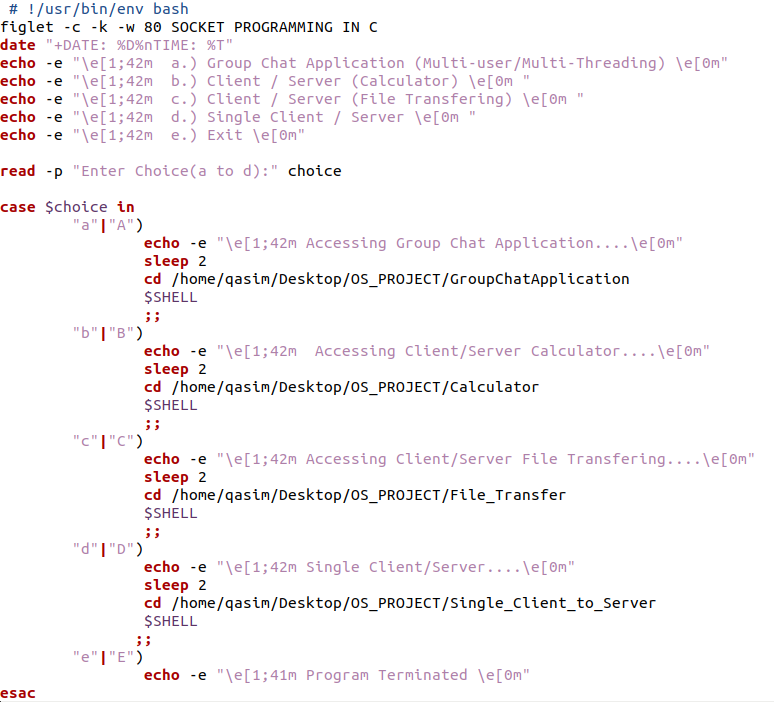 # !/usr/bin/env bash
figlet -c -k -w 80 SOCKET PROGRAMMING IN C
date "+DATE: %D%nTIME: %T"
echo -e "\e[1;42m  a.) Group Chat Application (Multi-user/Multi-Threading) \e[0m"
echo -e "\e[1;42m  b.) Client / Server (Calculator) \e[0m "
echo -e "\e[1;42m  c.) Client / Server (File Transfering) \e[0m "
echo -e "\e[1;42m  d.) Single Client / Server \e[0m "
echo -e "\e[1;42m  e.) Exit \e[0m"

read -p "Enter Choice(a to d):" choice

case $choice in
        "a"|"A")
                echo -e "\e[1;42m Accessing Group Chat Application....\e[0m"
                sleep 2
                cd /home/qasim/Desktop/OS_PROJECT/GroupChatApplication
                $SHELL
                ;;
        "b"|"B")
                echo -e "\e[1;42m  Accessing Client/Server Calculator....\e[0m"
                sleep 2
                cd /home/qasim/Desktop/OS_PROJECT/Calculator
                $SHELL
                ;;
        "c"|"C")
                echo -e "\e[1;42m Accessing Client/Server File Transfering....\e[0m"
                sleep 2
                cd /home/qasim/Desktop/OS_PROJECT/File_Transfer
                $SHELL
                ;;
        "d"|"D")
                echo -e "\e[1;42m Single Client/Server....\e[0m"
                sleep 2
                cd /home/qasim/Desktop/OS_PROJECT/Single_Client_to_Server
                $SHELL
               ;;
        "e"|"E")
                echo -e "\e[1;41m Program Terminated \e[0m"
esac